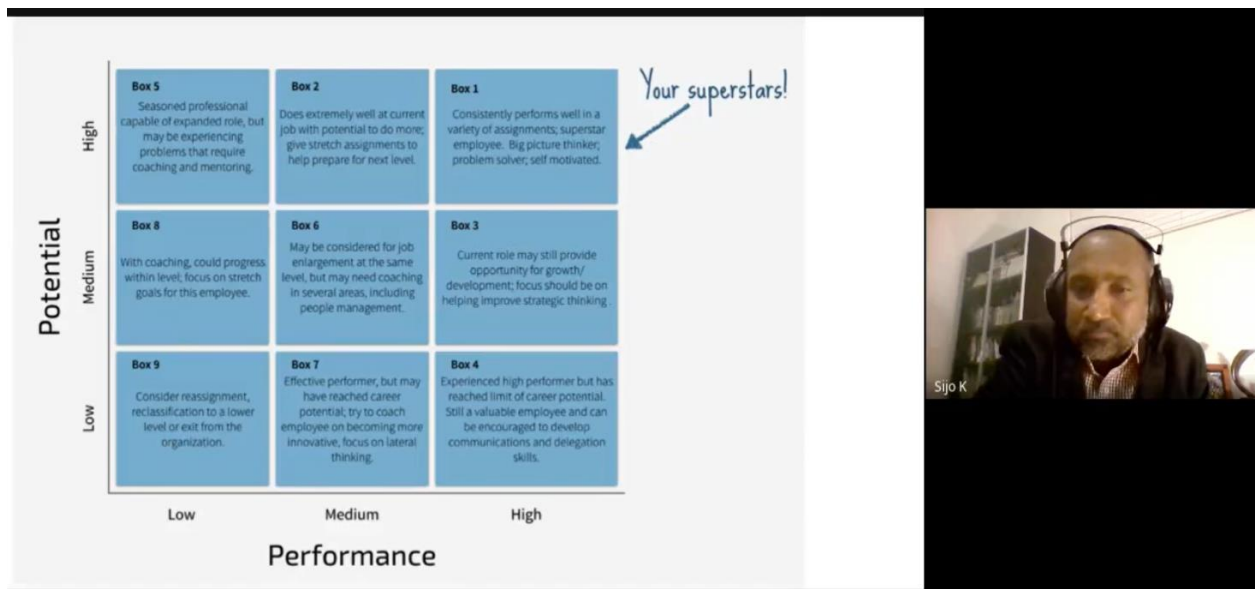 Your superstars!
Potential
High
Medium
Low
Box 5
Seasoned professional
capable of expanded role, but
may be experiencing
problems that require
coaching and mentoring.
Box 2
Does extremely well at current
job with potential to do more;
give stretch assignments to
help prepare for next level.
Box 1
Consistently performs well in a
variety of assignments; superstar
employee. Big picture thinker;
problem solver; self motivated.
Box 8
With coaching, could progress
within level; focus on stretch
goals for this employee.
Box 6
May be considered for job
enlargement at the same
level, but may need coaching
in several areas, including
people management.
Box 3
Current role may still provide
opportunity for growth/
development; focus should be on
helping improve strategic thinking .
Box 9
Consider reassignment,
reclassification to a lower
level or exit from the
organization.
Box 7
Effective performer, but may
have reached career
potential; try to coach
employee on becoming more
innovative, focus on lateral
thinking.
Box 4
Experienced high performer but has
reached limit of career potential.
Still a valuable employee and can
be encouraged to develop
communications and delegation
skills.
Low
Medium
High
Performance
Sijo K